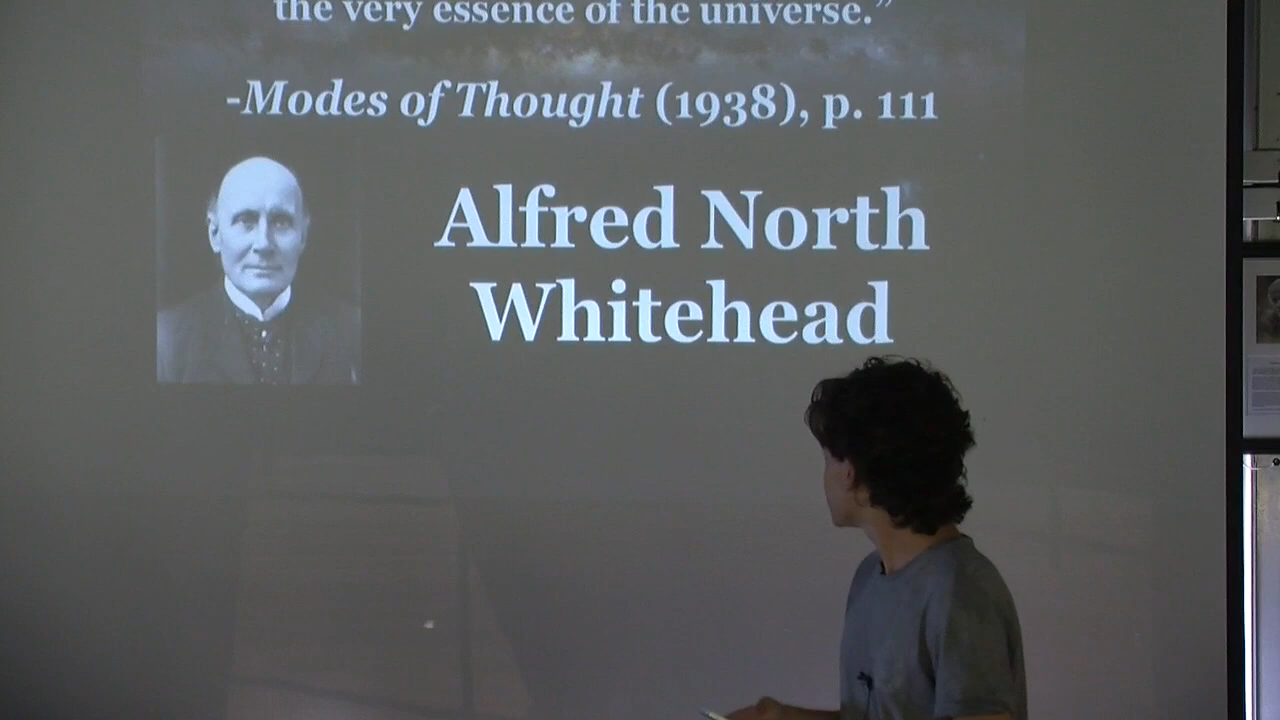 the very essence of the universe.”
-Modes of Thought (1938), p. 111
Alfred North
Whitehead